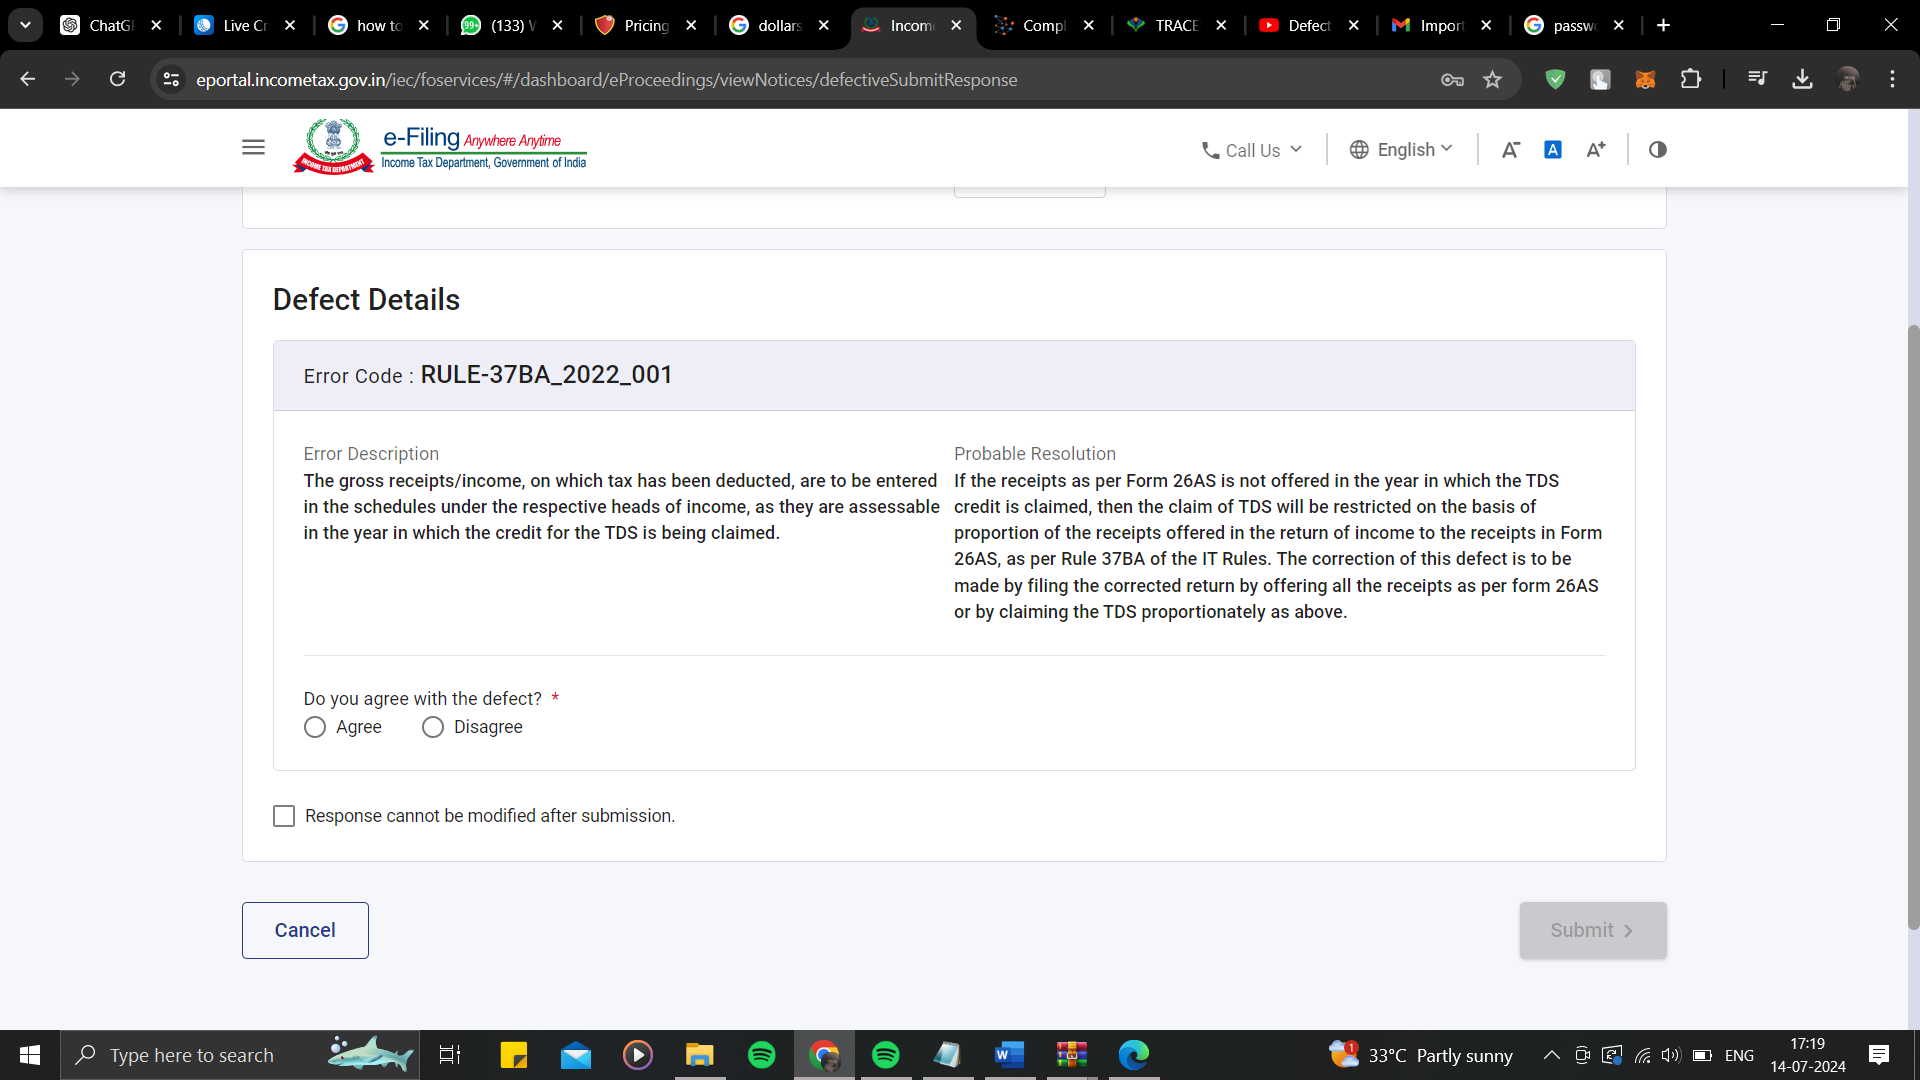 ChatGF
Live Cr
how to
(133) W
Pricing
dollars
Income
Compl
TRACE
Defect
Import
passwo
eportal.incometax.gov.in/iec/foservices/#/dashboard/eProceedings/viewNotices/defectiveSubmitResponse
e-Filing Anywhere Anytime
Income Tax Department, Government of India
INCOME TAX DEPARTMENT
Call Us
English
A-
A
A+
Defect Details
Error Code : RULE-37BA_2022_001
Error Description
The gross receipts/income, on which tax has been deducted, are to be entered
in the schedules under the respective heads of income, as they are assessable
in the year in which the credit for the TDS is being claimed.
Probable Resolution
If the receipts as per Form 26AS is not offered in the year in which the TDS
credit is claimed, then the claim of TDS will be restricted on the basis of
proportion of the receipts offered in the return of income to the receipts in Form
26AS, as per Rule 37BA of the IT Rules. The correction of this defect is to be
made by filing the corrected return by offering all the receipts as per form 26AS
or by claiming the TDS proportionately as above.
Do you agree with the defect? *
Agree
Disagree
Response cannot be modified after submission.
Cancel
Submit >
Type here to search
33°C Partly sunny
ENG
17:19
14-07-2024